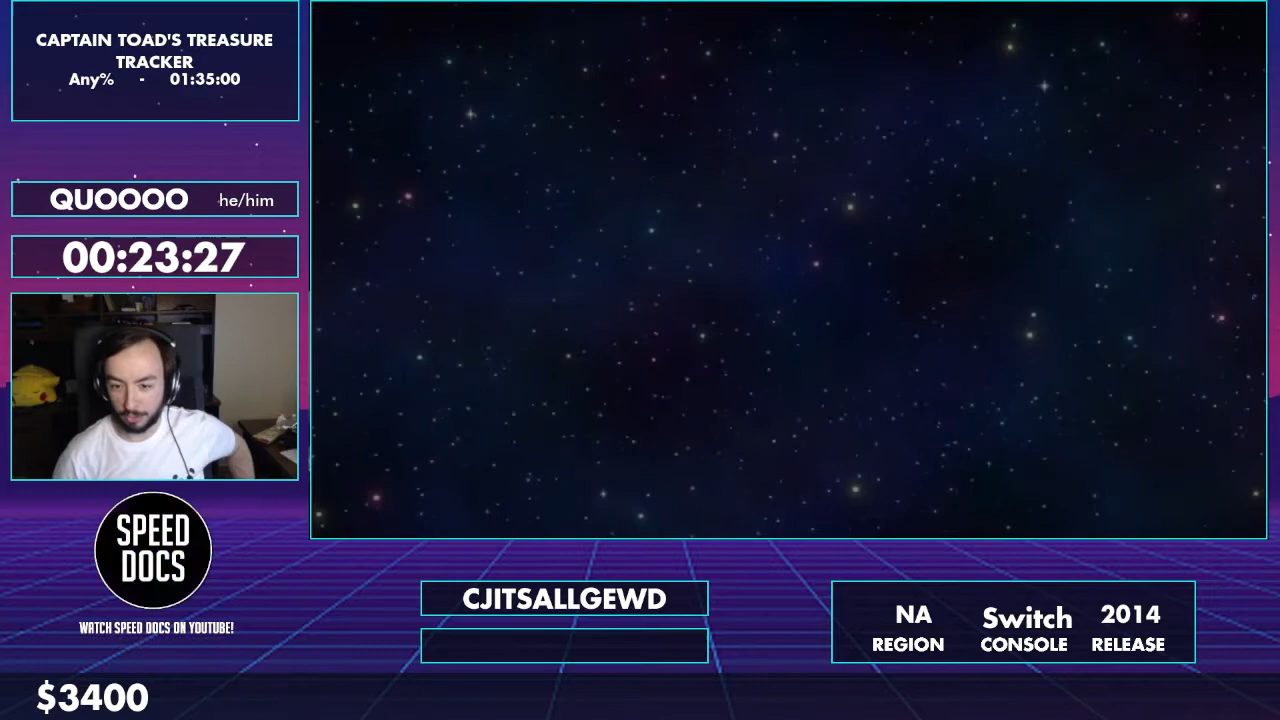 CAPTAIN TOAD'S TREASURE
TRACKER
Any% - 01:35:00
QUOOOO he/him
00:23:27
SPEED
DOCS
WATCH SPEED DOCS ON YOUTUBE!
CJITSALLGEWD
NA Switch 2014
REGION CONSOLE RELEASE
$3400